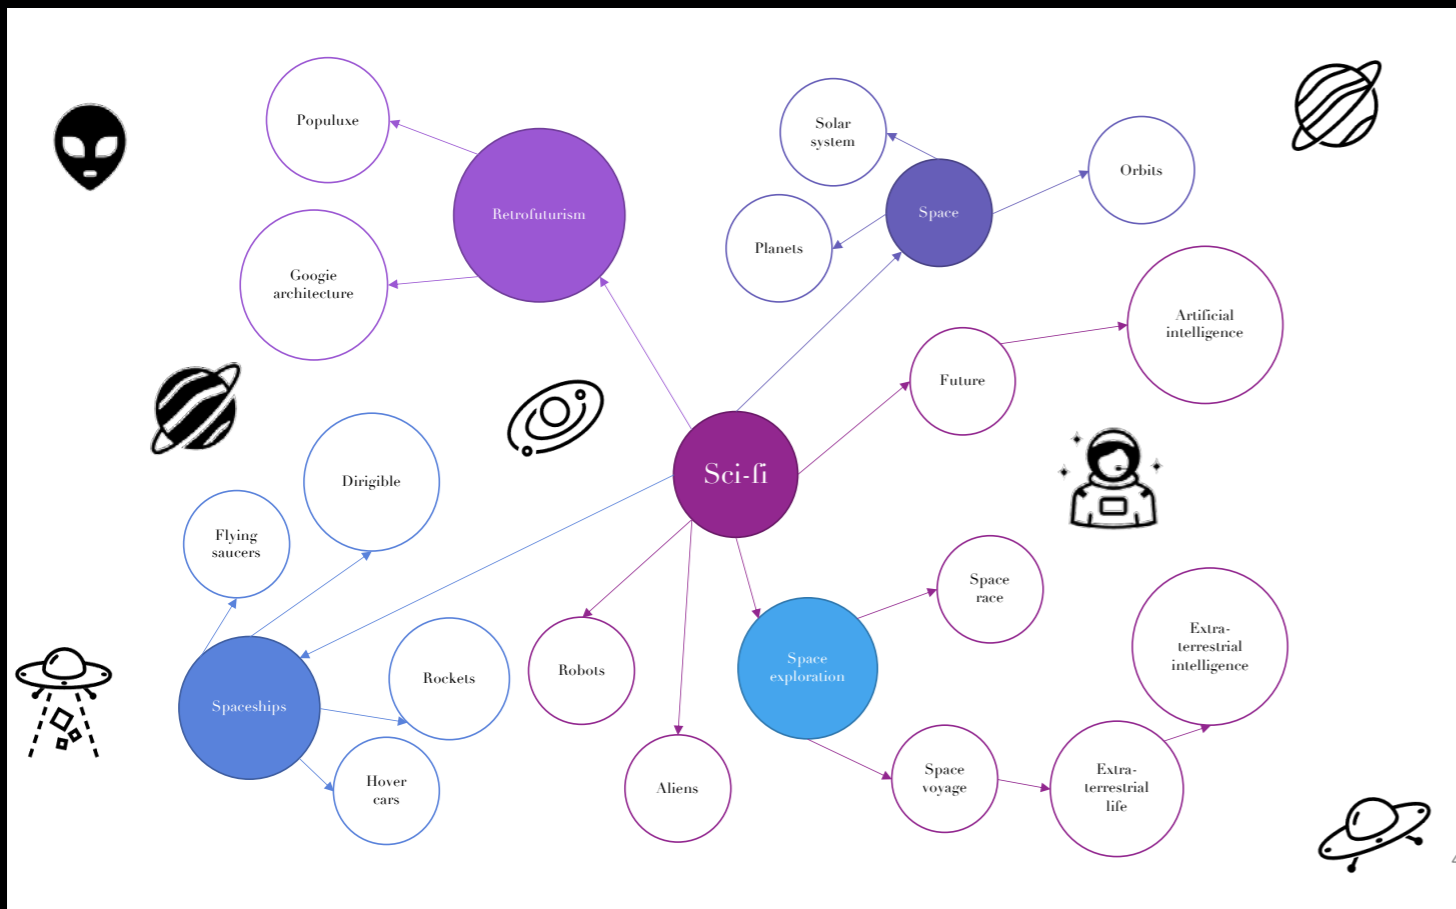 Populuxe
Retrofuturism
Googie
architecture
Solar
system
Space
Orbits
Planets
Artificial
intelligence
Future
Sci-fi
Dirigible
Flying
saucers
Spaceships
Rockets
Hover
cars
Robots
Aliens
Space
exploration
Space
race
Space
voyage
Extra-
terrestrial
life
Extra-
terrestrial
intelligence